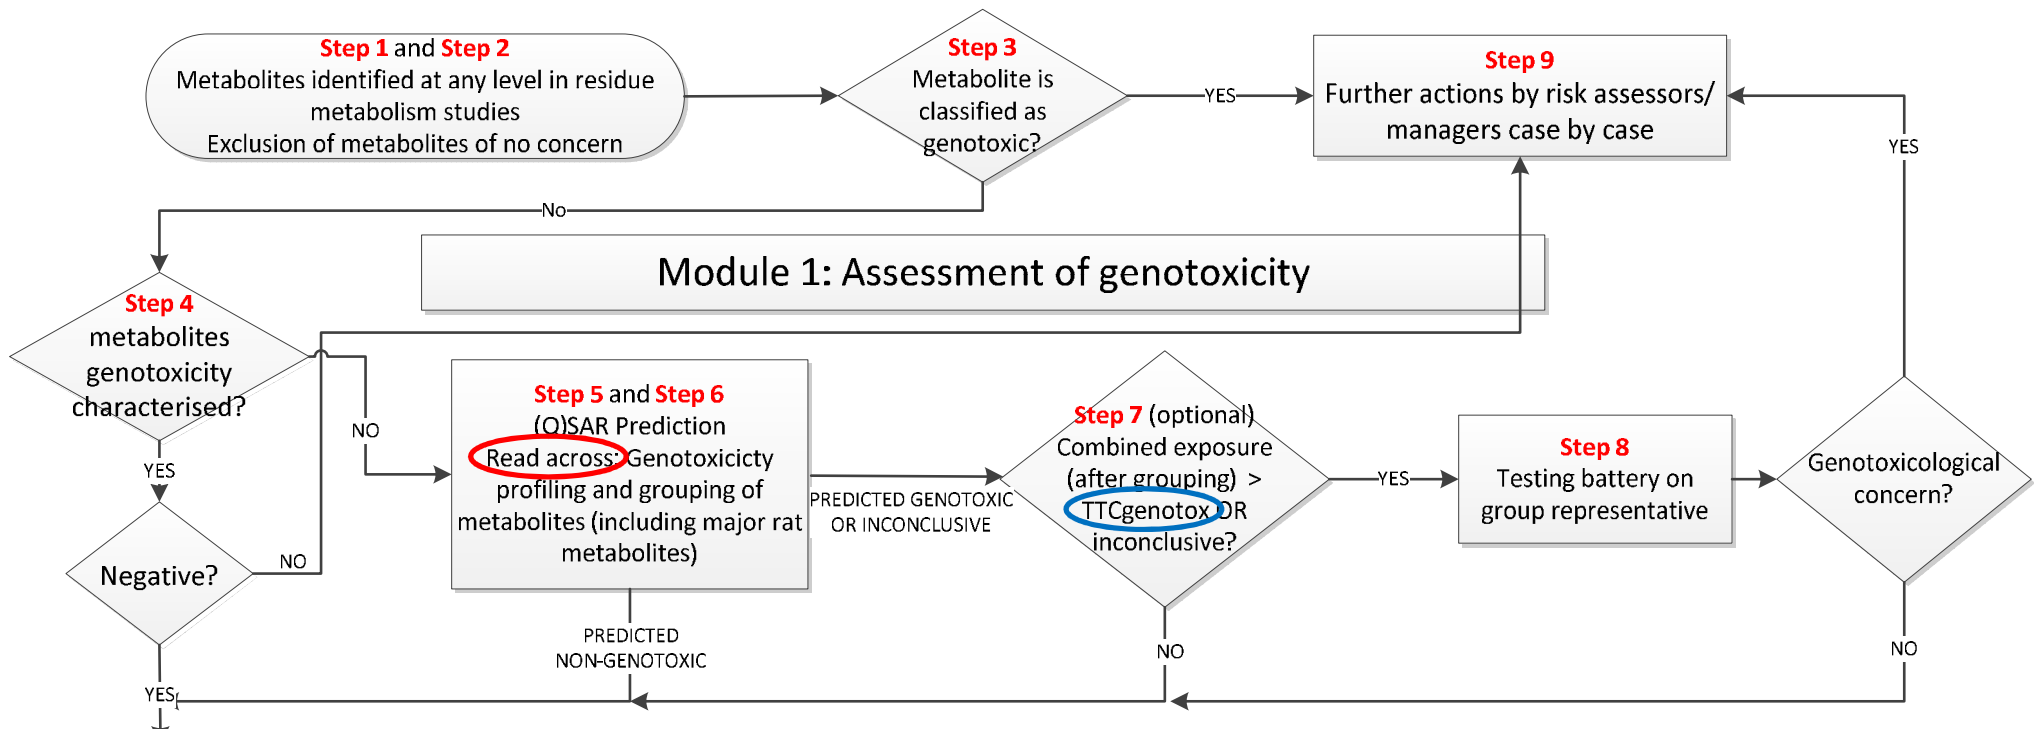 Step 1 and Step 2
Metabolites identified at any level in residue
metabolism studies
Exclusion of metabolites of no concern
Step 3
Metabolite is
classified as
genotoxic?
YES
Step 9
Further actions by risk assessors/
managers case by case
YES
No
Module 1: Assessment of genotoxicity
Step 4
metabolites
genotoxicity
characterised?
NO
YES
Negative?
NO
YES
Step 5 and Step 6
(Q)SAR Prediction
Read across: Genotoxicicty
profiling and grouping of
metabolites (including major rat
metabolites)
PREDICTED GENOTOXIC
OR INCONCLUSIVE
PREDICTED
NON-GENOTOXIC
Step 7 (optional)
Combined exposure
(after grouping) >
TTCgenotox OR
inconclusive?
YES
NO
Step 8
Testing battery on
group representative
Genotoxicological
concern?
NO